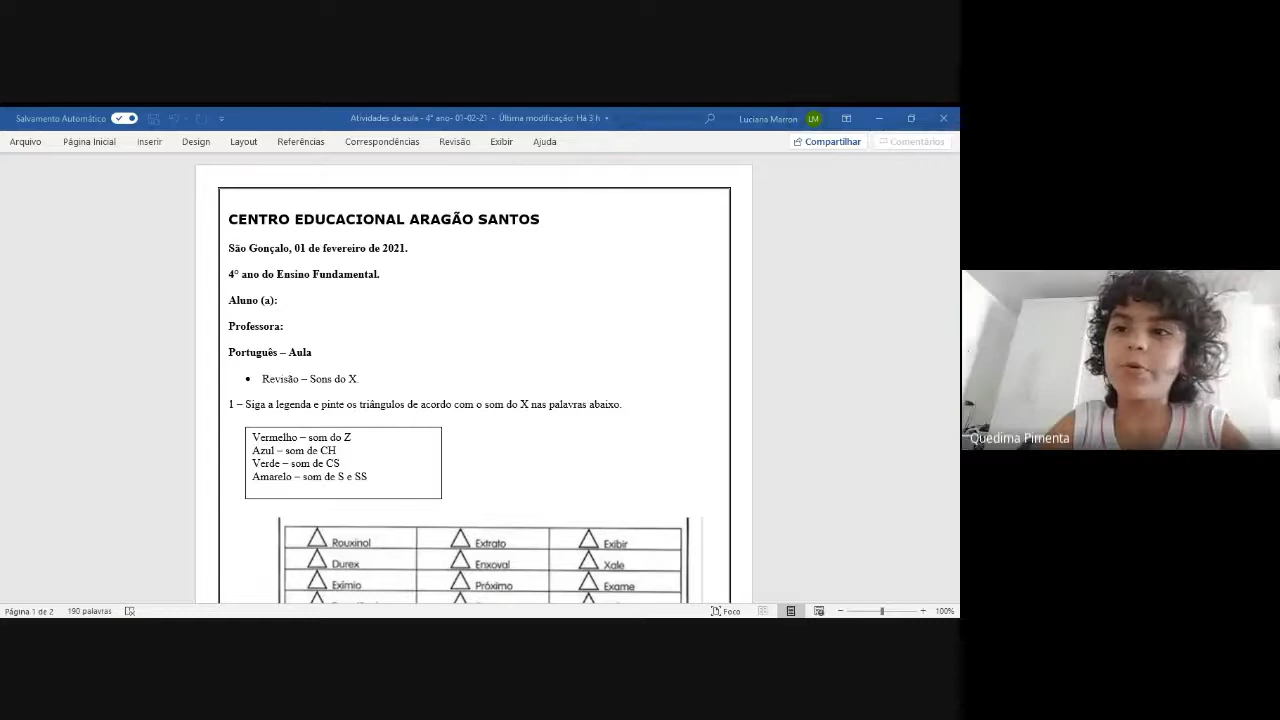 Salvamento Automático
Atividades de aula - 4° ano- 01-02-21 - Última modificação: Há 3 h
Luciana Marron LM
Arquivo Página Inicial Inserir Design Layout Referências Correspondências Revisão Exibir Ajuda Compartilhar Comentários
CENTRO EDUCACIONAL ARAGÃO SANTOS
São Gonçalo, 01 de fevereiro de 2021.
4° ano do Ensino Fundamental.
Aluno (a):
Professora:
Português – Aula
• Revisão – Sons do X.
1 – Siga a legenda e pinte os triângulos de acordo com o som do X nas palavras abaixo.
Vermelho – som do Z
Azul – som de CH
Verde – som de CS
Amarelo – som de S e SS
Rouxinol Extrato Exibir
Durex Enxoval Xale
Exímio Próximo Exame
Página 1 de 2 190 palavras Foco 100%
Quedima Pimenta